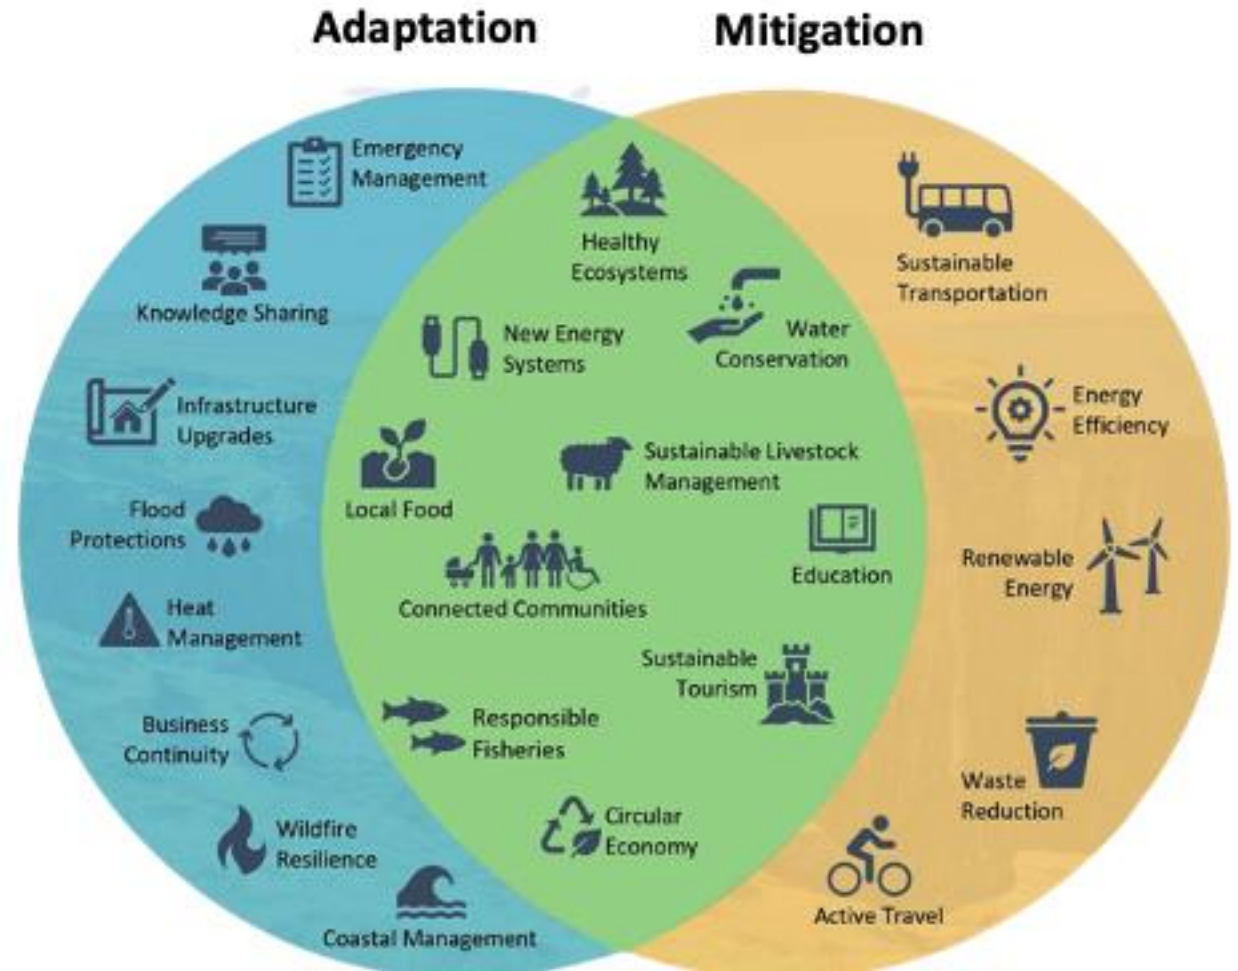 Adaptation
Mitigation
Emergency
Management
Knowledge Sharing
Infrastructure
Upgrades
Flood
Protections
Heat
Management
Business
Continuity
Wildfire
Resilience
Coastal Management
Healthy
Ecosystems
New Energy
Systems
Water
Conservation
Local Food
Sustainable Livestock
Management
Connected Communities
Education
Sustainable
Tourism
Responsible
Fisheries
Circular
Economy
Sustainable
Transportation
Energy
Efficiency
Renewable
Energy
Waste
Reduction
Active Travel